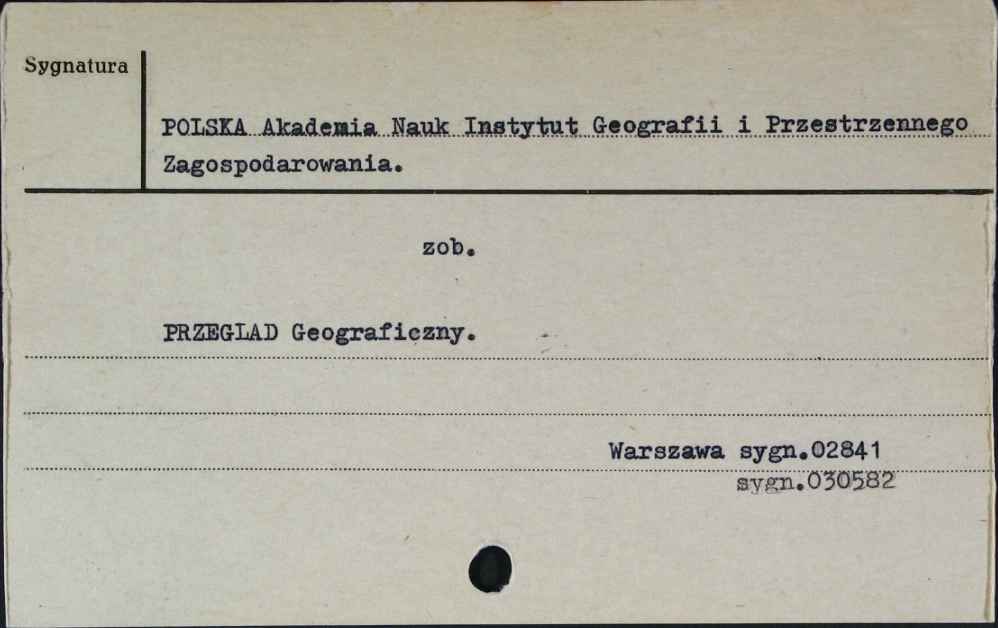 Sygnatura
POLSKA Akademia Nauk Instytut Geografii i Przestrzennego
Zagospodarowania.
zob.
PRZEGLAD Geograficzny.
Warszawa sygn.02841
sygn.030582